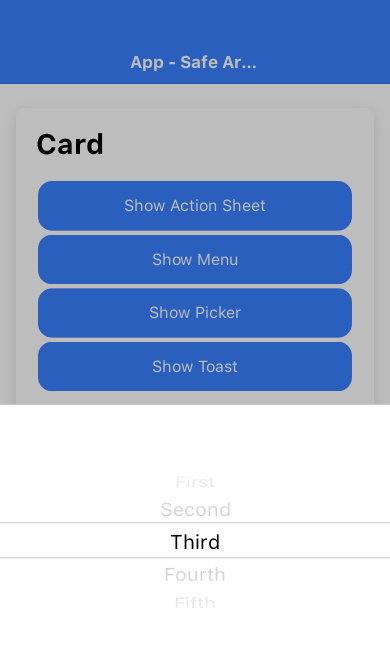 App - Safe Ar...
Card
Show Action Sheet
Show Menu
Show Picker
Show Toast
First
Second
Third
Fourth
Fifth